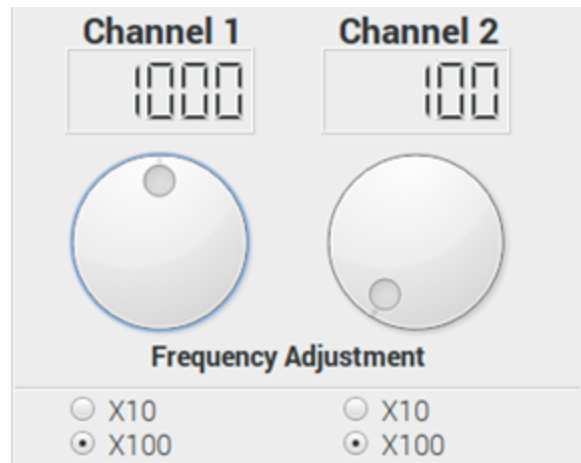 Channel 1 Channel 2
1000 100
Frequency Adjustment
X10 X10
X100 X100